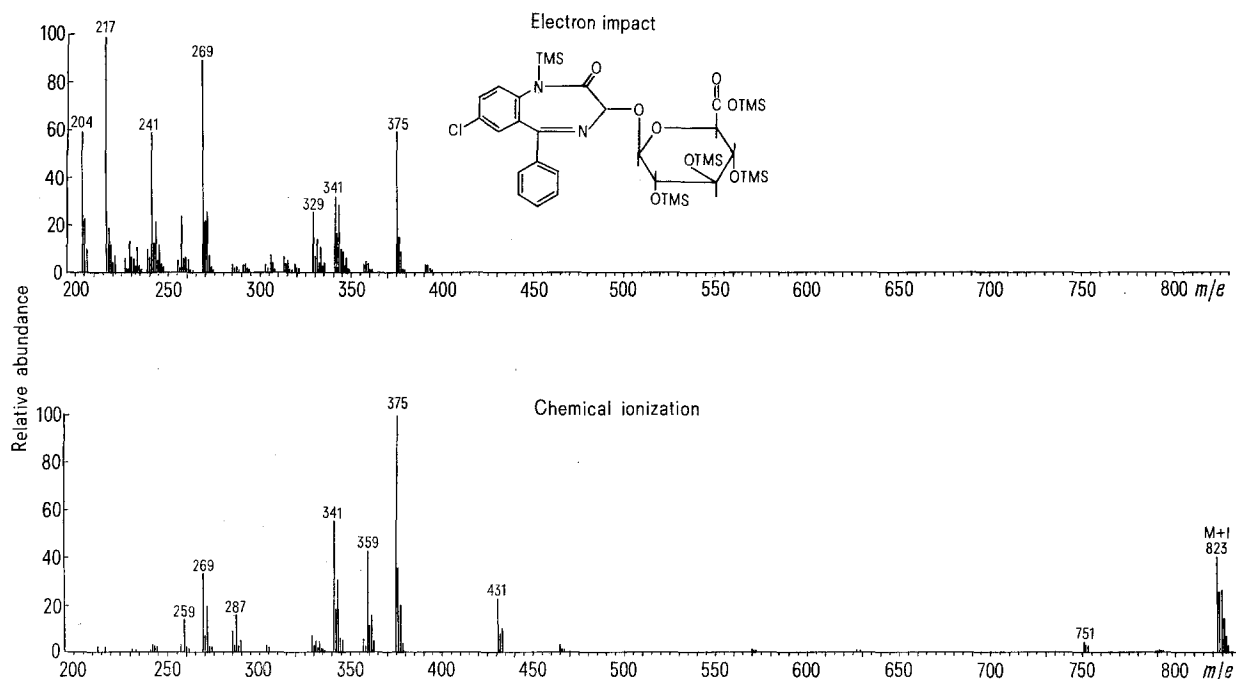 Electron impact
Relative abundance
100
80
60
40
20
0
204
217
241
269
329
341
375
TMS
N
O
Cl
N
O
O
C
OTMS
O
OTMS
OTMS
OTMS
200 250 300 350 400 450 500 550 600 650 700 750 800 m/e
Chemical ionization
100
80
60
40
20
0
259
269
287
341
359
375
431
751
M+1
823
200 250 300 350 400 450 500 550 600 650 700 750 800 m/e